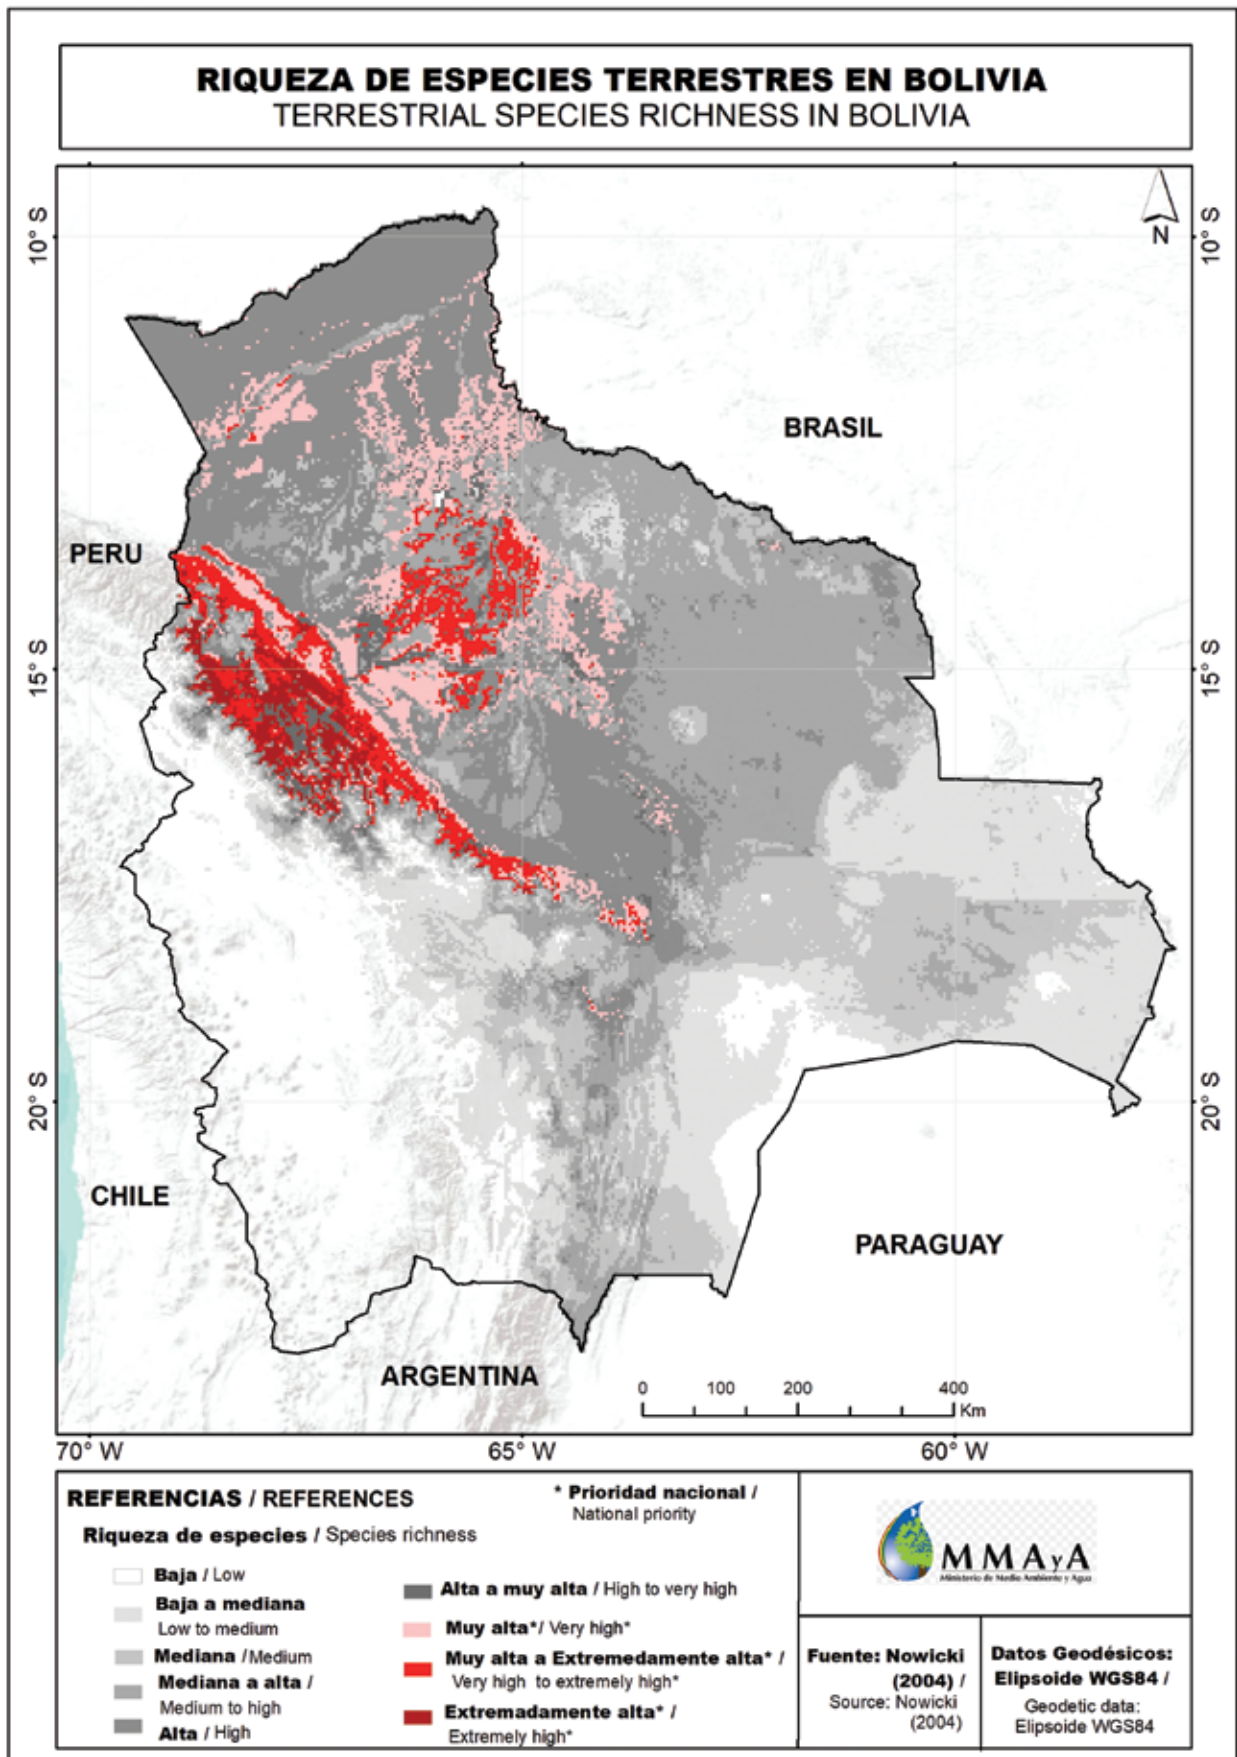 RIQUEZA DE ESPECIES TERRESTRES EN BOLIVIA
TERRESTRIAL SPECIES RICHNESS IN BOLIVIA
10° S
10° S
N
BRASIL
PERU
15° S
15° S
20° S
20° S
CHILE
PARAGUAY
ARGENTINA
0 100 200 400
Km
70° W
65° W
60° W
REFERENCIAS / REFERENCES
* Prioridad nacional /
National priority
Riqueza de especies / Species richness
Baja / Low
Baja a mediana
Low to medium
Mediana / Medium
Mediana a alta /
Medium to high
Alta / High
Alta a muy alta / High to very high
Muy alta*/ Very high*
Muy alta a Extremedamente alta* /
Very high to extremely high*
Extremadamente alta* /
Extremely high*
MMAyA
Ministerio de Medio Ambiente y Agua
Fuente: Nowicki
(2004) /
Source: Nowicki
(2004)
Datos Geodésicos:
Elipsoide WGS84 /
Geodetic data:
Elipsoide WGS84